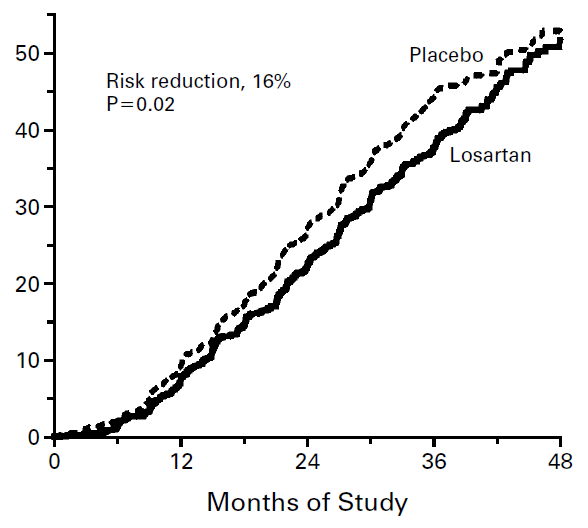 50
40
30
20
10
0
Placebo
Risk reduction, 16%
P=0.02
Losartan
0 12 24 36 48
Months of Study